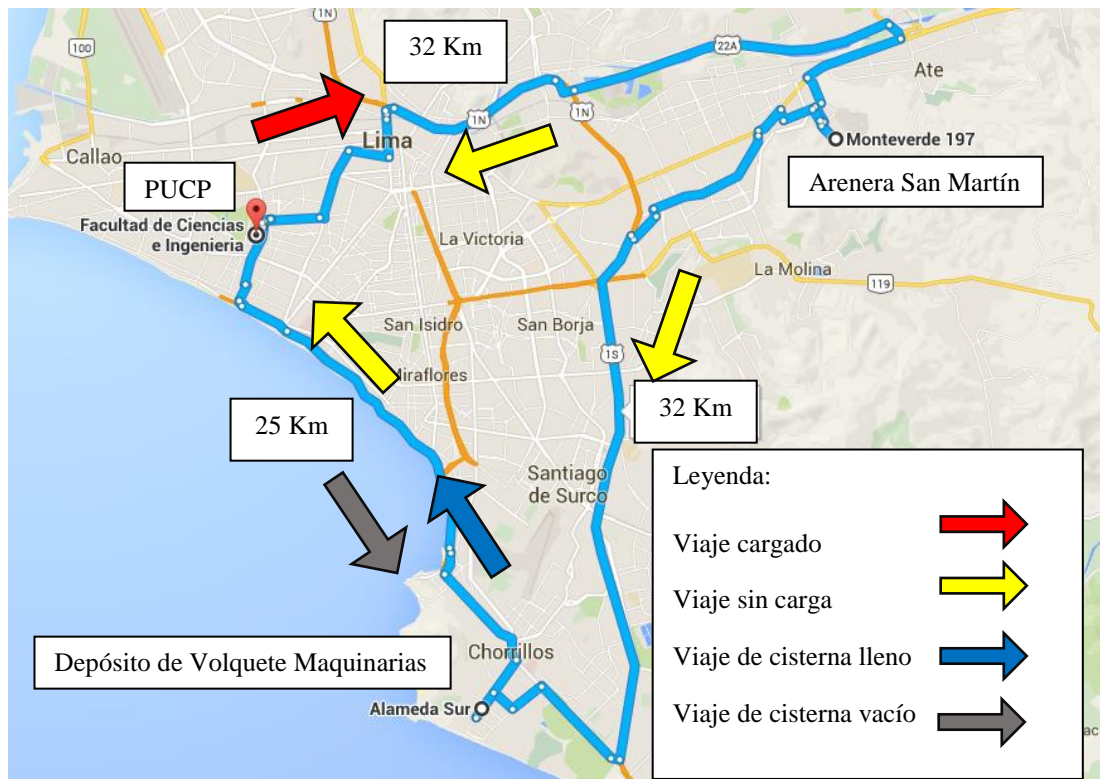 1N
32 Km
100
22A
Ate
1N
1N
Lima
Callao
Monteverde 197
PUCP
Arenera San Martín
Facultad de Ciencias
e Ingenieria
La Victoria
La Molina
119
San Isidro
San Borja
1S
Miraflores
25 Km
32 Km
Santiago
de Surco
Leyenda:
Viaje cargado
Viaje sin carga
Viaje de cisterna lleno
Viaje de cisterna vacío
Depósito de Volquete Maquinarias
Chorrillos
Alameda Sur